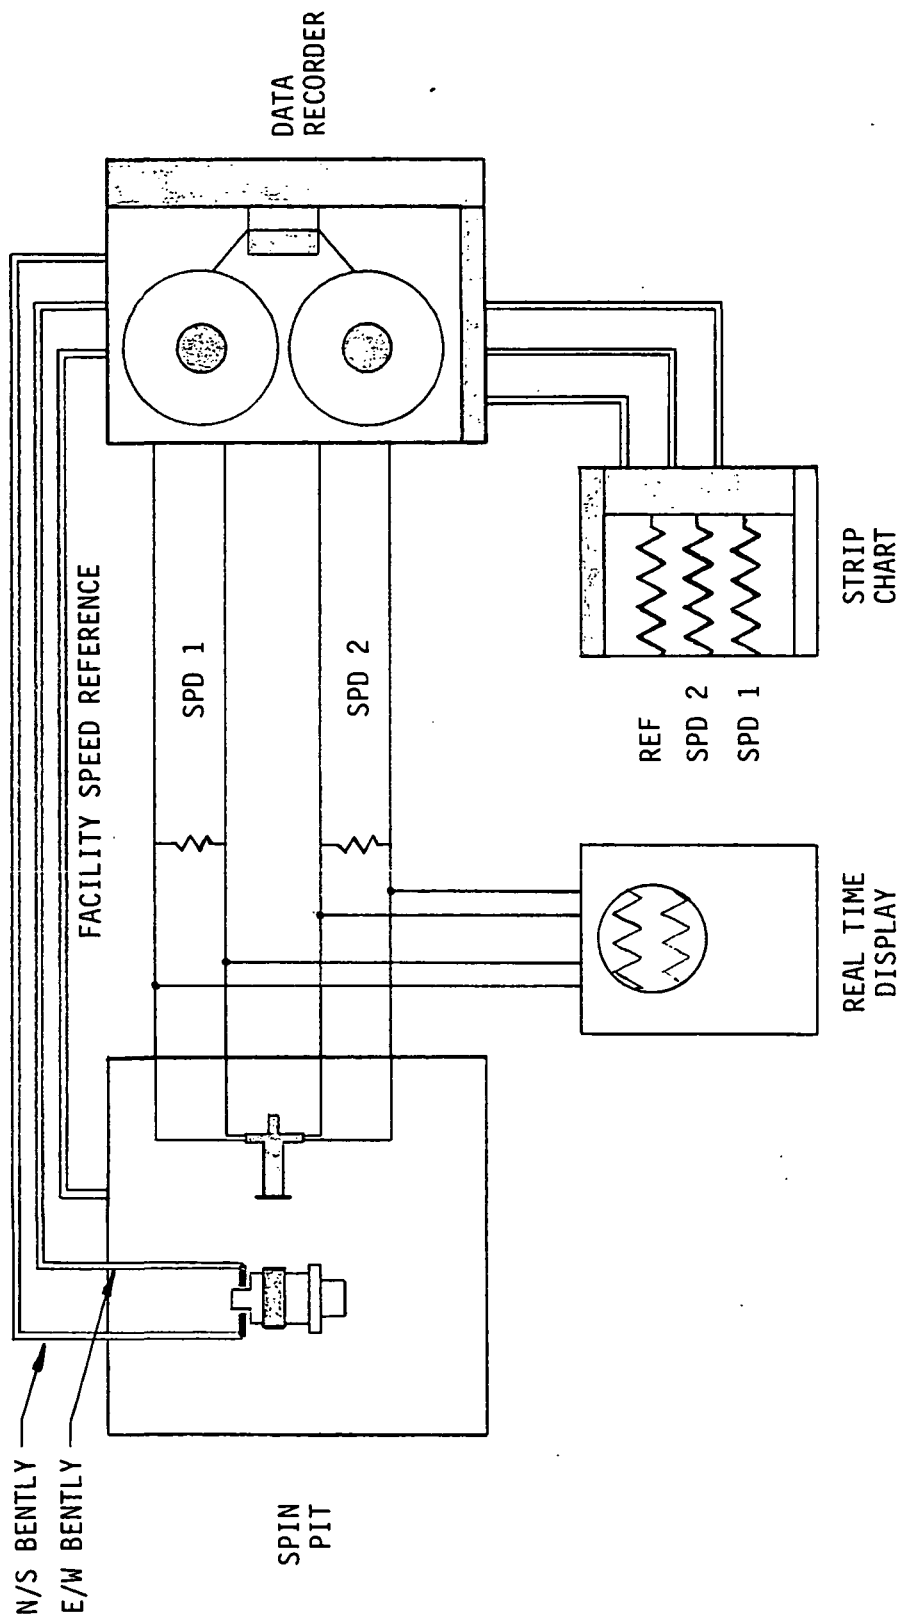 N/S BENTLY
E/W BENTLY
FACILITY SPEED REFERENCE
DATA
RECORDER
SPD 1
SPD 2
SPIN
PIT
REF
SPD 2
SPD 1
REAL TIME
DISPLAY
STRIP
CHART